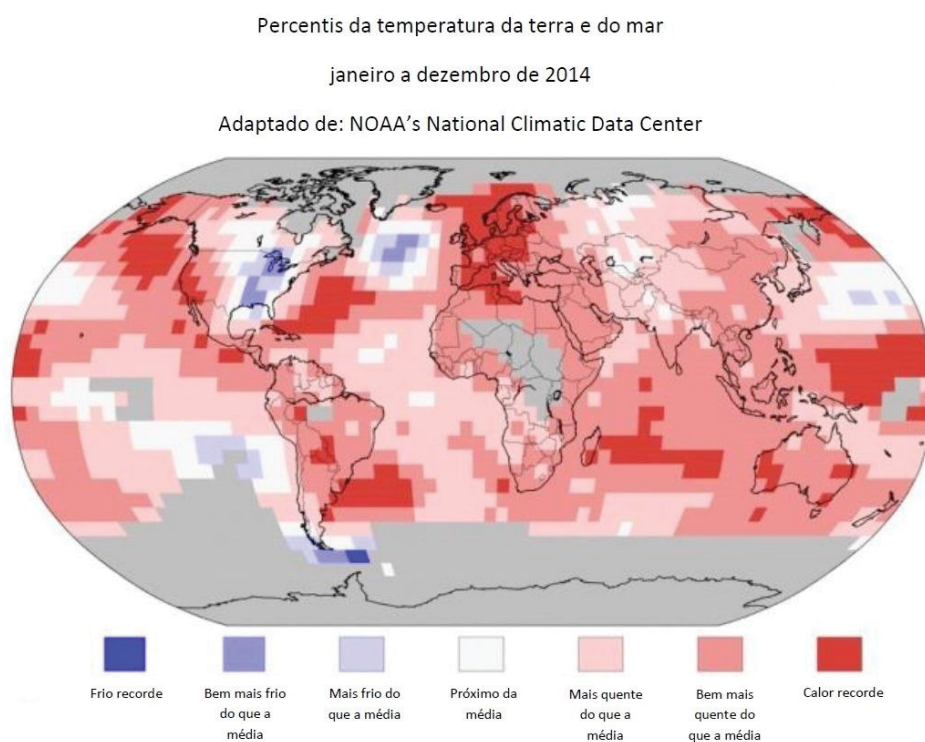 Percentis da temperatura da terra e do mar
janeiro a dezembro de 2014
Adaptado de: NOAA’s National Climatic Data Center
Frio recorde
Bem mais frio
do que a
média
Mais frio do
que a média
Próximo da
média
Mais quente
do que a
média
Bem mais
quente do
que a média
Calor recorde